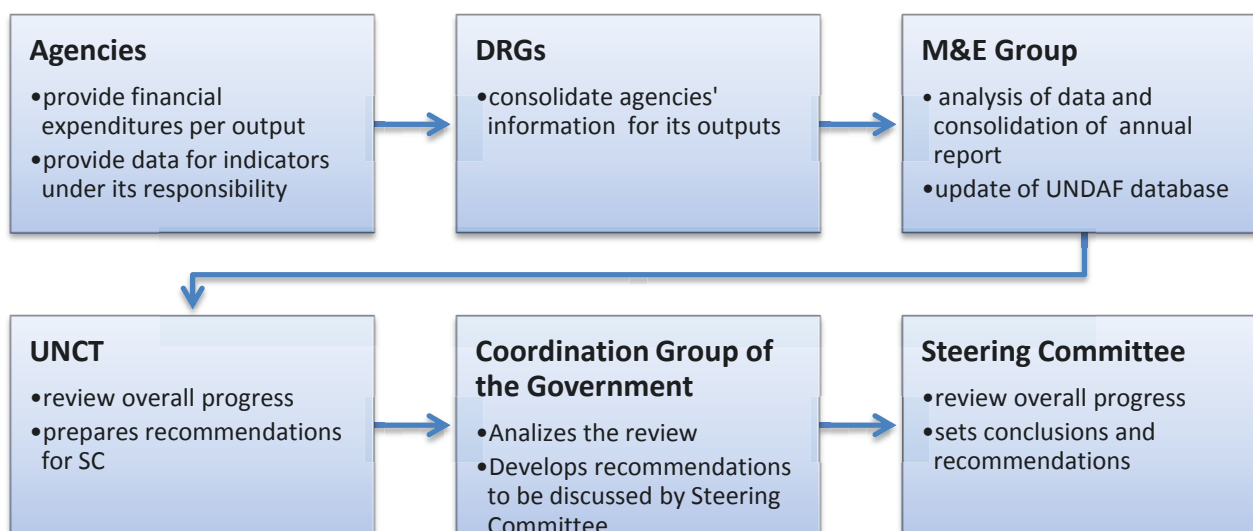 Agencies
•provide financial
expenditures per output
•provide data for indicators
under its responsibility
DRGs
•consolidate agencies'
information for its outputs
M&E Group
• analysis of data and
consolidation of annual
report
•update of UNDAF database
UNCT
•review overall progress
•prepares recommendations
for SC
Coordination Group of
the Government
•Analizes the review
•Develops recommendations
to be discussed by Steering
Committee
Steering Committee
•review overall progress
•sets conclusions and
recommendations